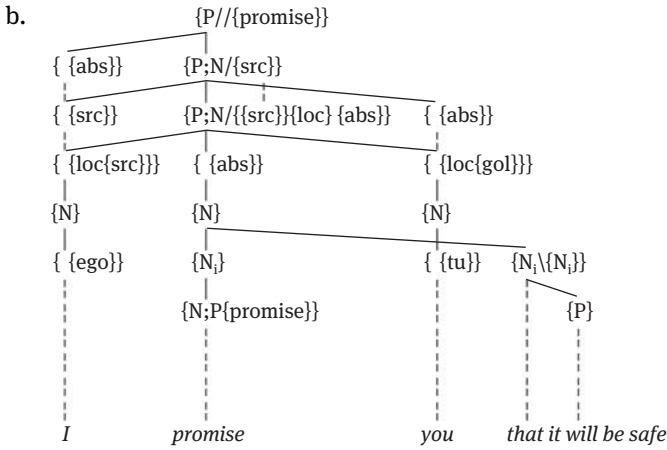 b.
{P//{promise}}
{ {abs}} {P;N/{src}}
{ {src}} {P;N/{{src}}{loc} {abs}} { {abs}}
{ {loc{src}}} { {abs}} { {loc{gol}}}
{N} {N} {N}
{ {ego}} {Nᵢ} { {tu}} {Nᵢ\{Nᵢ}}
{N;P{promise}} {P}
I promise you that it will be safe